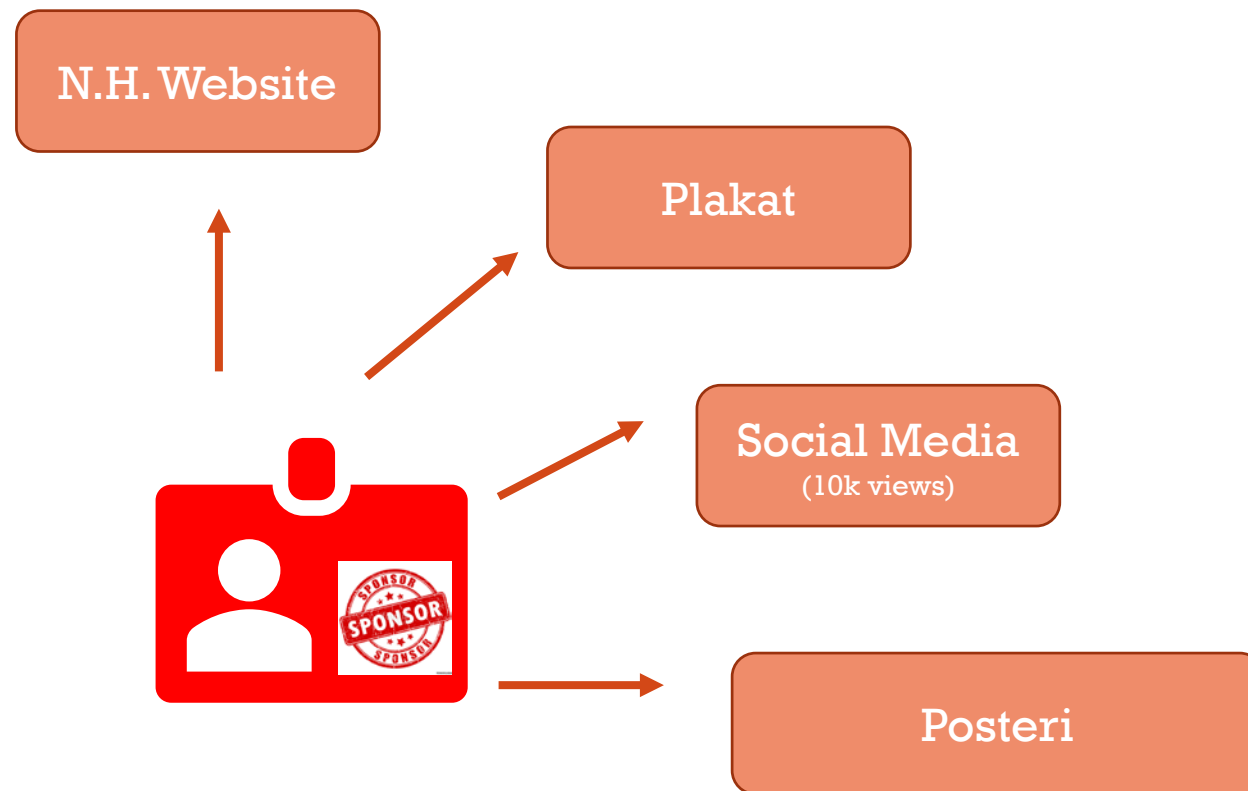 N.H. Website
Plakat
Social Media
(10k views)
SPONSOR
SPONSOR
SPONSOR
Posteri